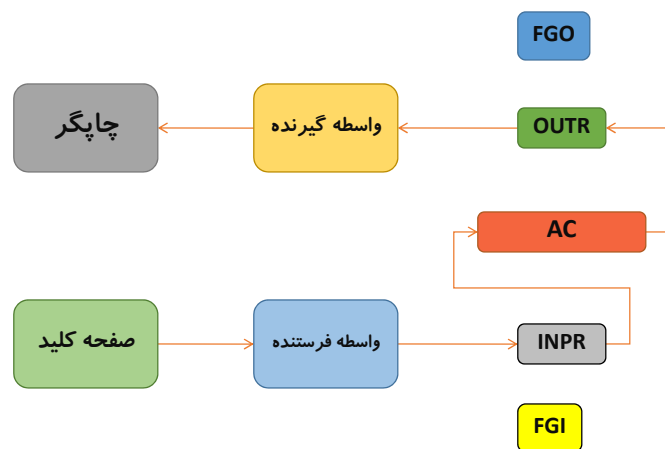 FGO
چاپگر
واسطه گیرنده
OUTR
AC
صفحه کلید
واسطه فرستنده
INPR
FGI